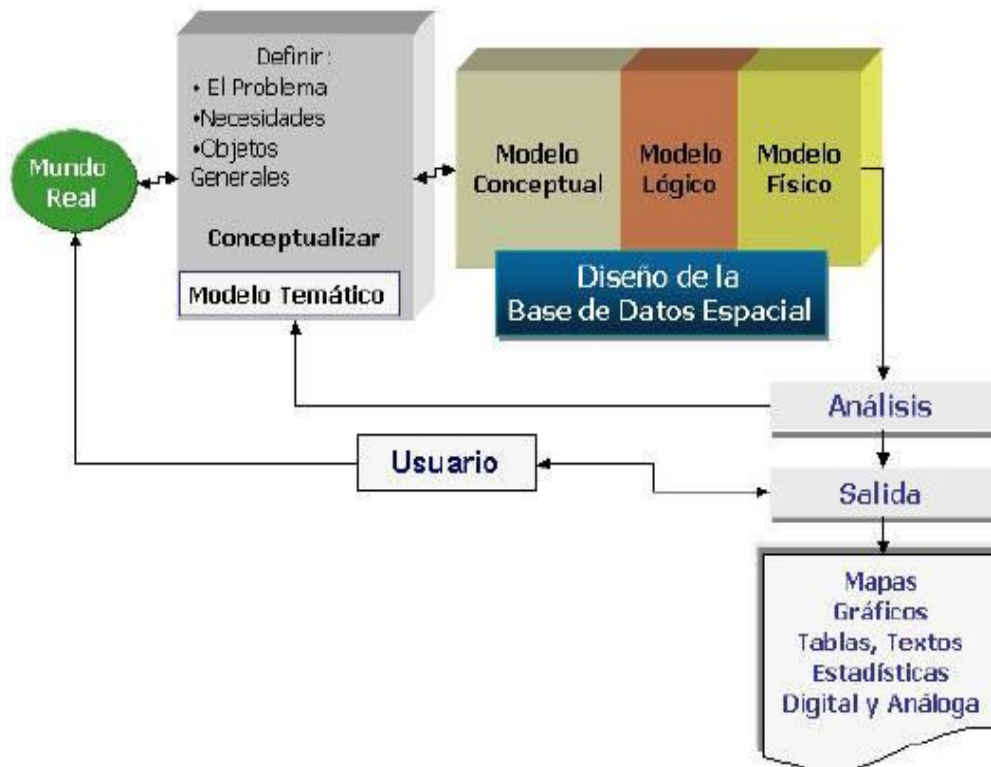 Definir :
• El Problema
•Necesidades
•Objetos
Generales
Conceptualizar
Modelo Temático
Mundo
Real
Modelo
Conceptual
Modelo
Lógico
Modelo
Físico
Diseño de la
Base de Datos Espacial
Análisis
Usuario
Salida
Mapas
Gráficos
Tablas, Textos
Estadísticas
Digital y Análoga